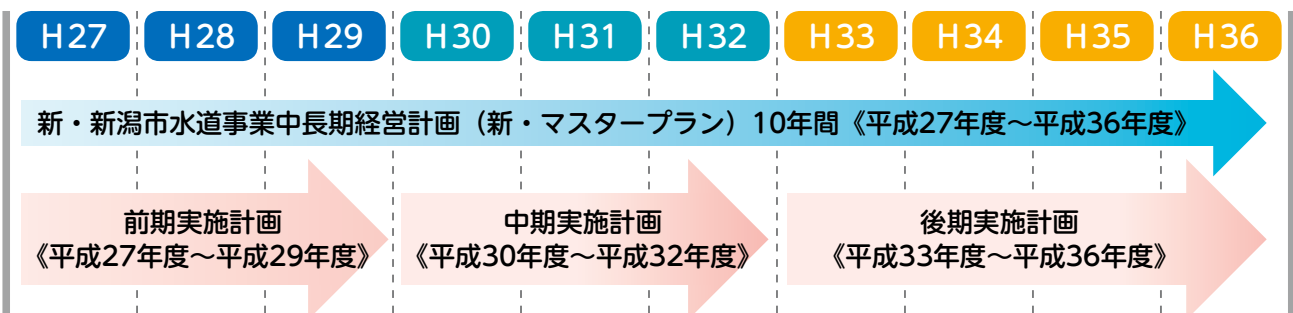 H27 H28 H29 H30 H31 H32 H33 H34 H35 H36
新・新潟市水道事業中長期経営計画（新・マスタープラン）10年間《平成27年度～平成36年度》
前期実施計画
《平成27年度～平成29年度》
中期実施計画
《平成30年度～平成32年度》
後期実施計画
《平成33年度～平成36年度》